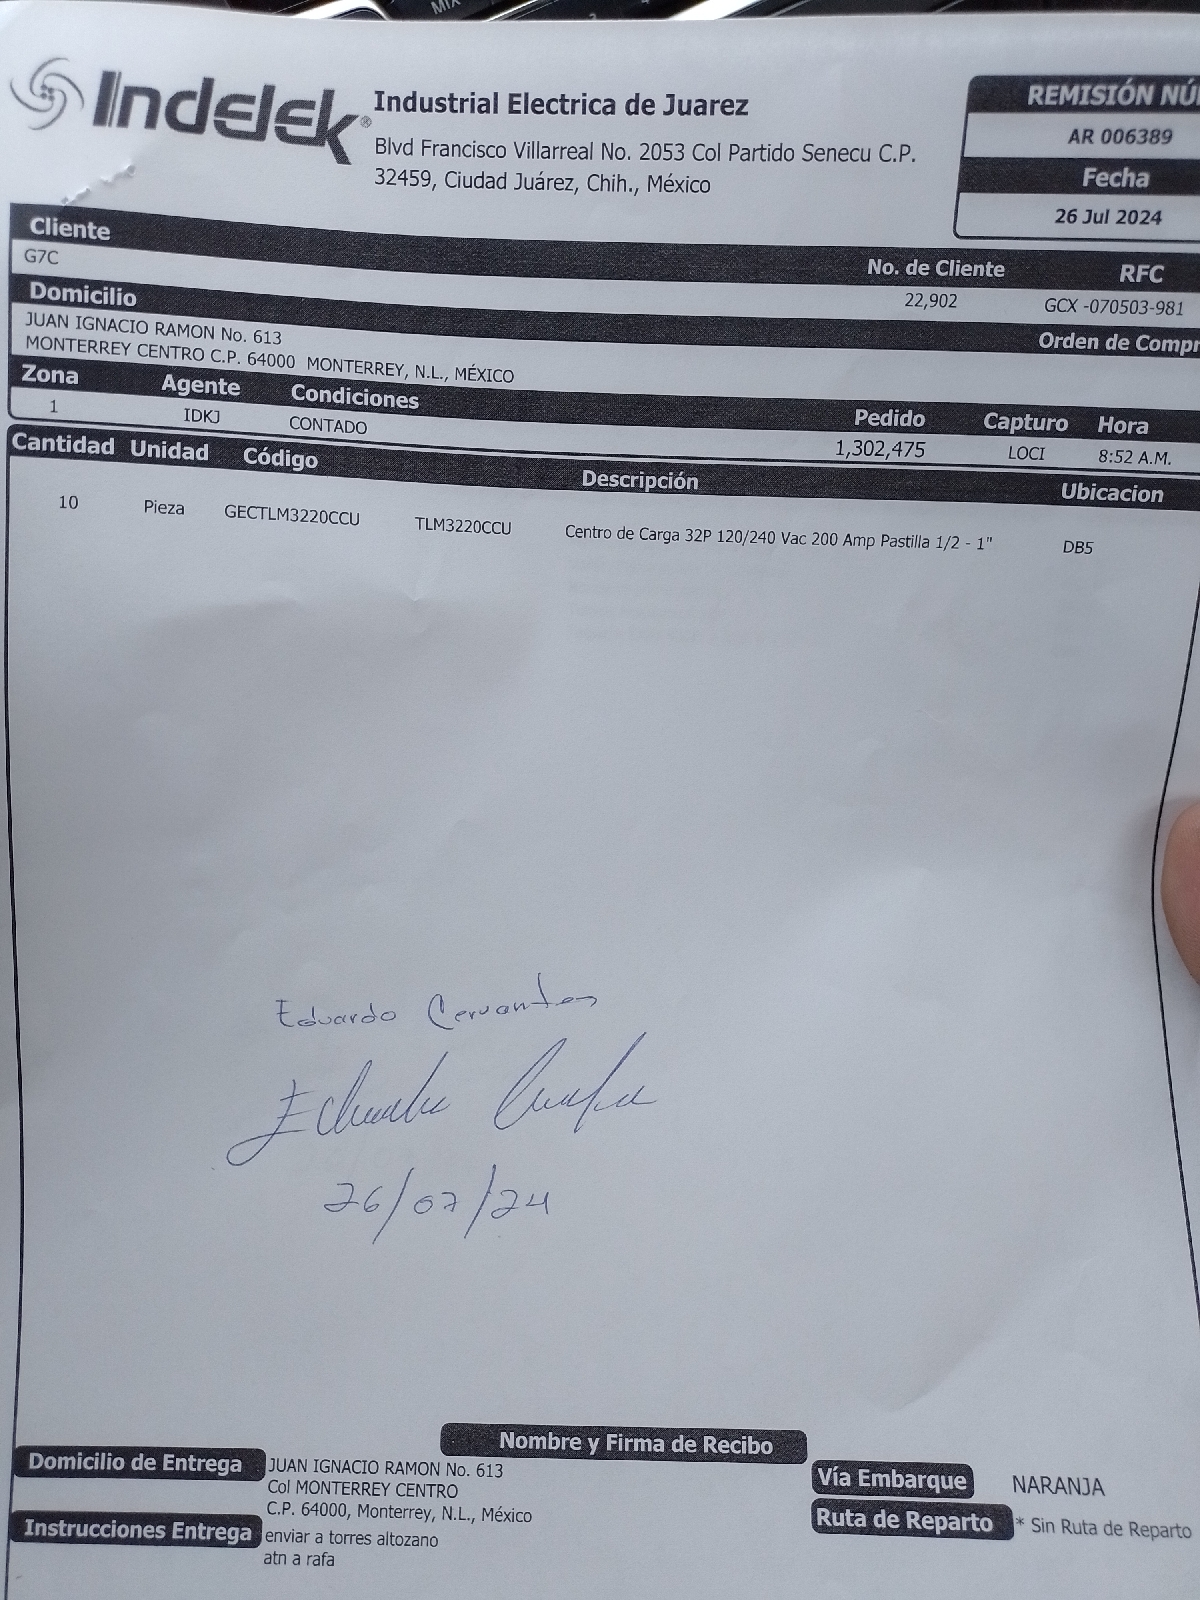 MIX
Indelek®
Industrial Electrica de Juarez
Blvd Francisco Villarreal No. 2053 Col Partido Senecu C.P.
32459, Ciudad Juárez, Chih., México
REMISIÓN NÚ
AR 006389
Fecha
26 Jul 2024
Cliente No. de Cliente RFC
G7C 22,902 GCX -070503-981
Domicilio Orden de Compr
JUAN IGNACIO RAMON No. 613
MONTERREY CENTRO C.P. 64000 MONTERREY, N.L., MÉXICO
Zona Agente Condiciones Pedido Capturo Hora
1 IDKJ CONTADO 1,302,475 LOCI 8:52 A.M.
Cantidad Unidad Código Descripción Ubicacion
10 Pieza GECTLM3220CCU TLM3220CCU Centro de Carga 32P 120/240 Vac 200 Amp Pastilla 1/2 - 1" DB5
Eduardo Cervantes
26/07/24
Nombre y Firma de Recibo
Domicilio de Entrega JUAN IGNACIO RAMON No. 613
Col MONTERREY CENTRO
C.P. 64000, Monterrey, N.L., México
Instrucciones Entrega enviar a torres altozano
atn a rafa
Vía Embarque NARANJA
Ruta de Reparto * Sin Ruta de Reparto